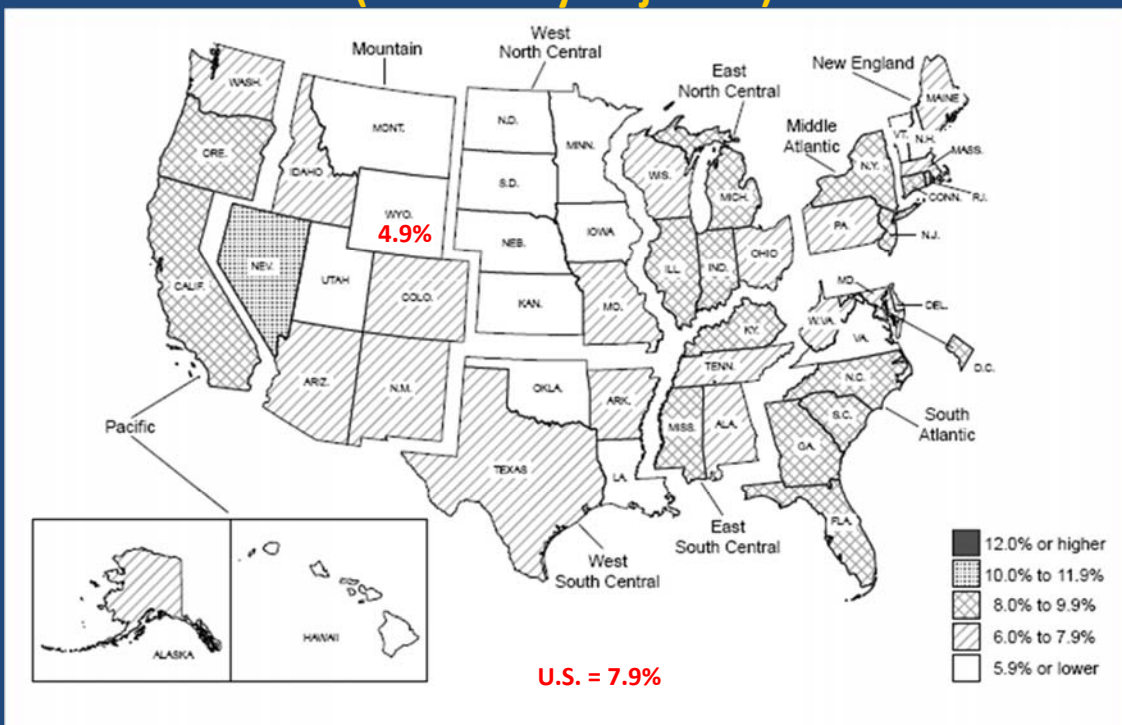 West
North Central
Mountain
East
North Central
New England
Middle
Atlantic
WASH.
MONT.
N.D.
MINN.
MAINE
VT.
N.H.
MASS.
ORE.
IDAHO
S.D.
WIS.
N.Y.
MICH.
CONN.
R.I.
WYO.
4.9%
IOWA
PA.
N.J.
NEV.
UTAH
NEB.
ILL.
IND.
OHIO
CALIF.
COLO.
KAN.
MO.
MD.
DEL.
W.VA.
VA.
KY.
D.C.
ARIZ.
N.M.
OKLA.
ARK.
TENN.
N.C.
S.C.
South
Atlantic
Pacific
TEXAS
LA.
MISS.
ALA.
GA.
FLA.
East
South Central
West
South Central
ALASKA
HAWAII
12.0% or higher
10.0% to 11.9%
8.0% to 9.9%
6.0% to 7.9%
5.9% or lower
U.S. = 7.9%